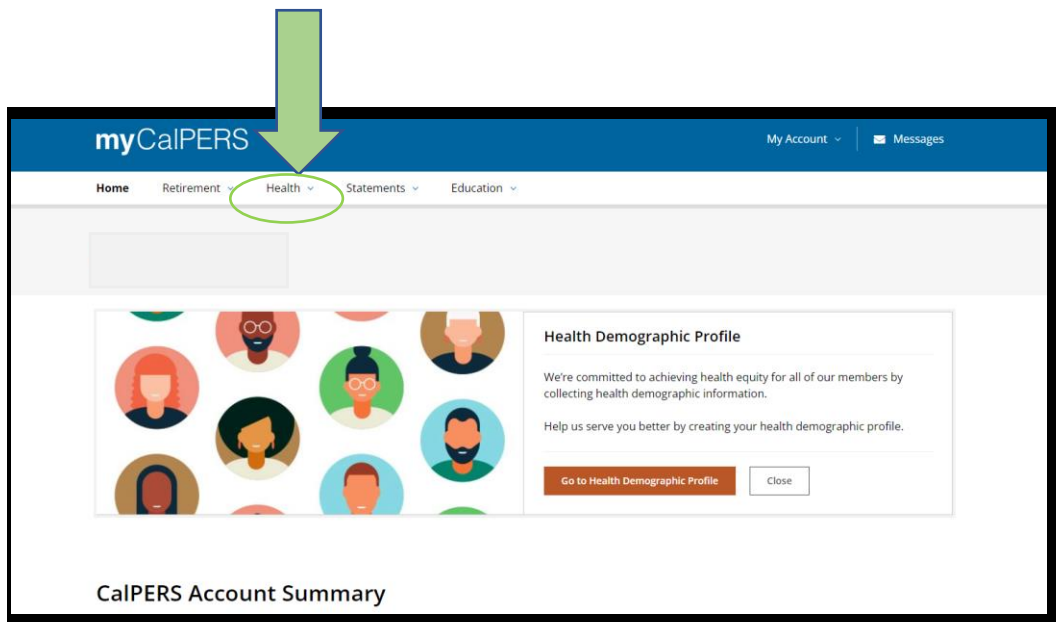 myCalPERS
My Account
Messages
Home Retirement Health Statements Education
Health Demographic Profile
We're committed to achieving health equity for all of our members by
collecting health demographic information.
Help us serve you better by creating your health demographic profile.
Go to Health Demographic Profile
Close
CalPERS Account Summary